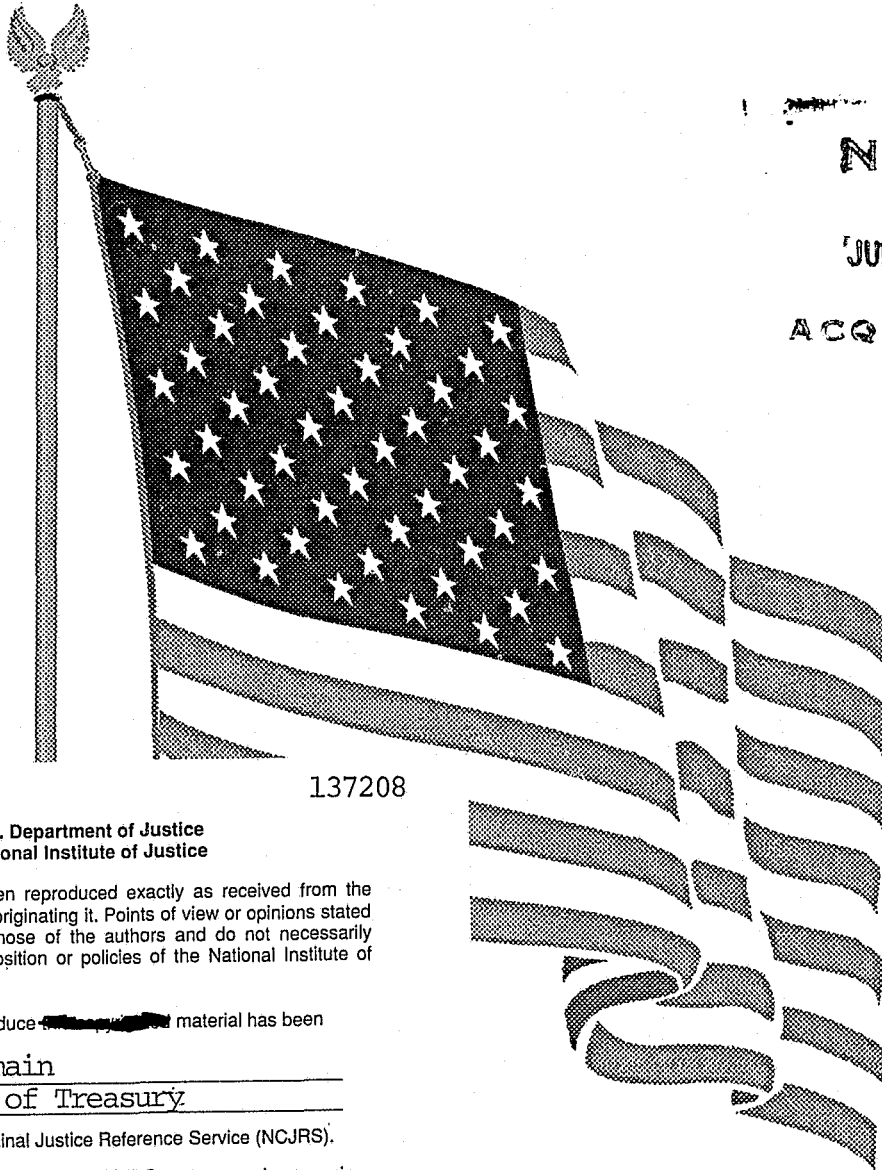 N
JU
ACQ
137208
. Department of Justice
onal Institute of Justice
en reproduced exactly as received from the
originating it. Points of view or opinions stated
hose of the authors and do not necessarily
osition or policies of the National Institute of
duce material has been
nain
of Treasury
inal Justice Reference Service (NCJRS).